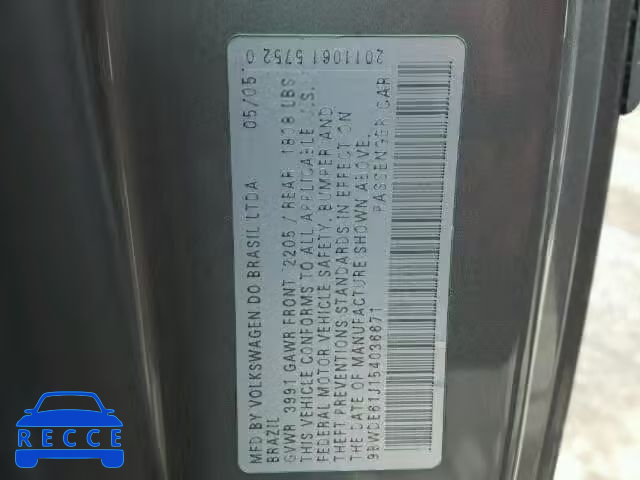 MFD BY VOLKSWAGEN DO BRASIL LTDA 05/05
BRAZIL
GVWR 3991 GAWR FRONT 2205 / REAR 1808 LBS
THIS VEHICLE CONFORMS TO ALL APPLICABLE U.S.
FEDERAL MOTOR VEHICLE SAFETY, BUMPER AND
THEFT PREVENTIONS STANDARDS IN EFFECT ON
THE DATE OF MANUFACTURE SHOWN ABOVE.
9BWDE61J154036671 PASSENGER CAR
2011061 5752 0
RECCE